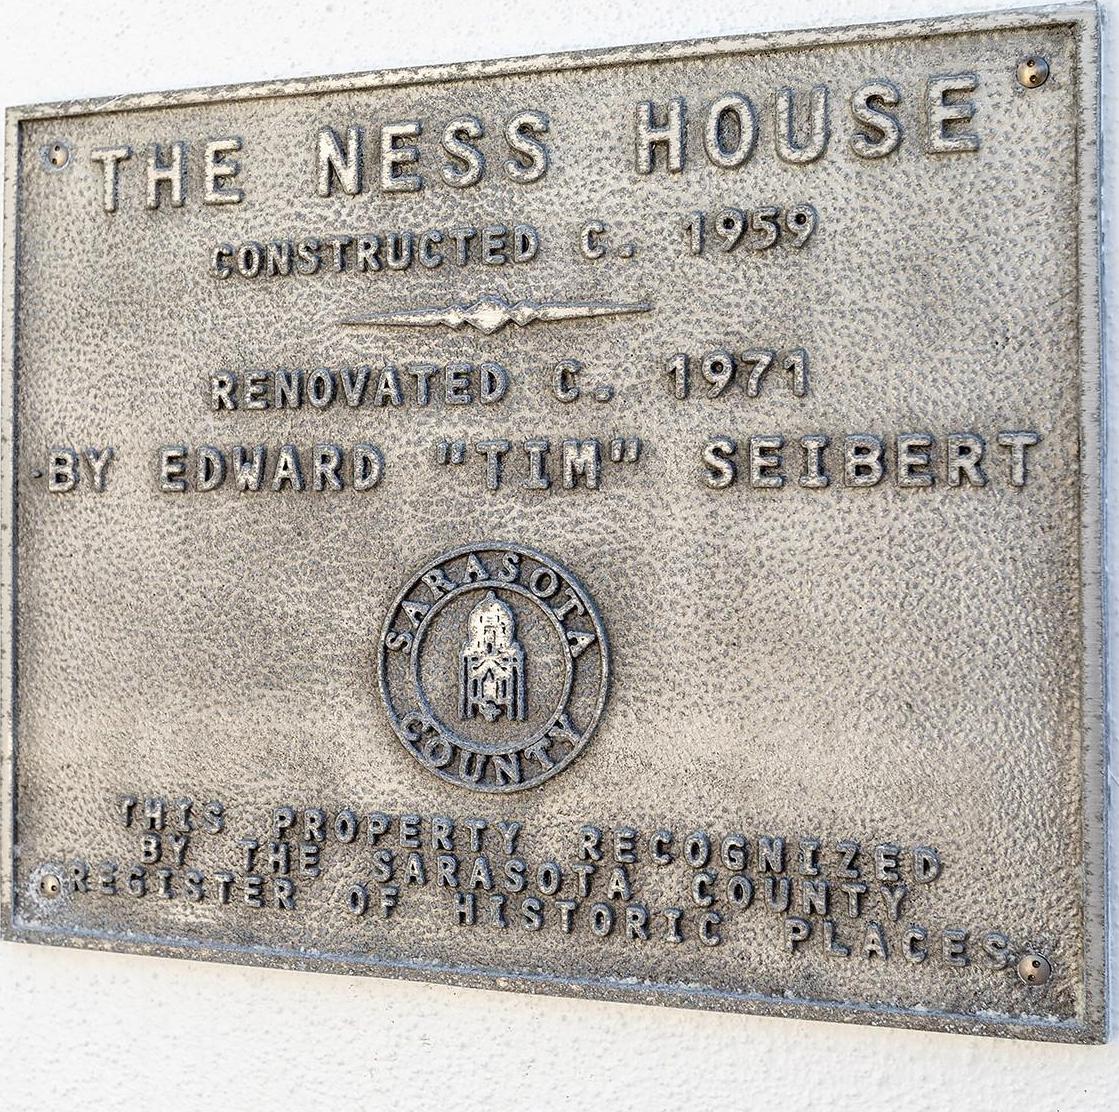 THE NESS HOUSE
CONSTRUCTED C. 1959
RENOVATED C. 1971
BY EDWARD "TIM" SEIBERT
SARASOTA
COUNTY
THIS PROPERTY RECOGNIZED
BY THE SARASOTA COUNTY
REGISTER OF HISTORIC PLACES